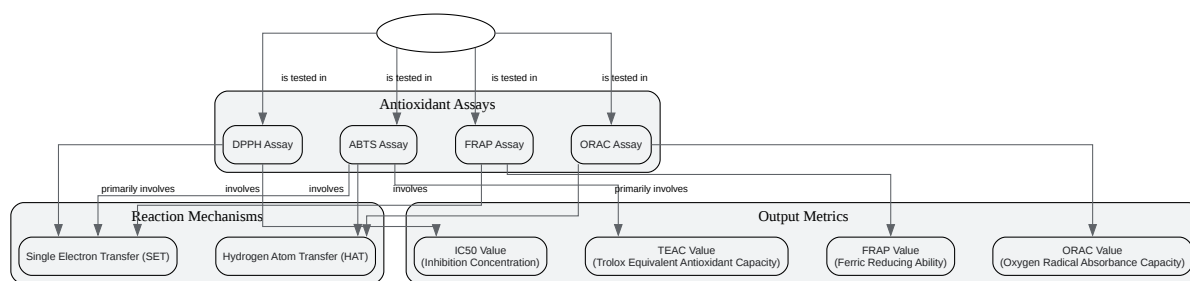 is tested in
is tested in
is tested in
is tested in
Antioxidant Assays
DPPH Assay
ABTS Assay
FRAP Assay
ORAC Assay
primarily involves
involves
involves
involves
primarily involves
Reaction Mechanisms
Output Metrics
Single Electron Transfer (SET)
Hydrogen Atom Transfer (HAT)
IC50 Value
(Inhibition Concentration)
TEAC Value
(Trolox Equivalent Antioxidant Capacity)
FRAP Value
(Ferric Reducing Ability)
ORAC Value
(Oxygen Radical Absorbance Capacity)